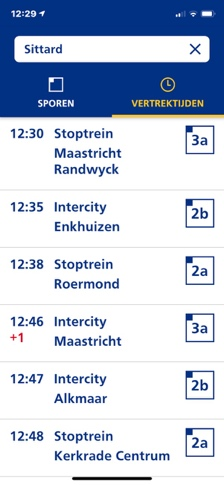 12:29
Sittard
SPOREN
VERTREKTIJDEN
12:30 Stoptrein 3a
Maastricht
Randwyck
12:35 Intercity 2b
Enkhuizen
12:38 Stoptrein 2a
Roermond
12:46 Intercity 3a
+1 Maastricht
12:47 Intercity 2b
Alkmaar
12:48 Stoptrein 2a
Kerkrade Centrum